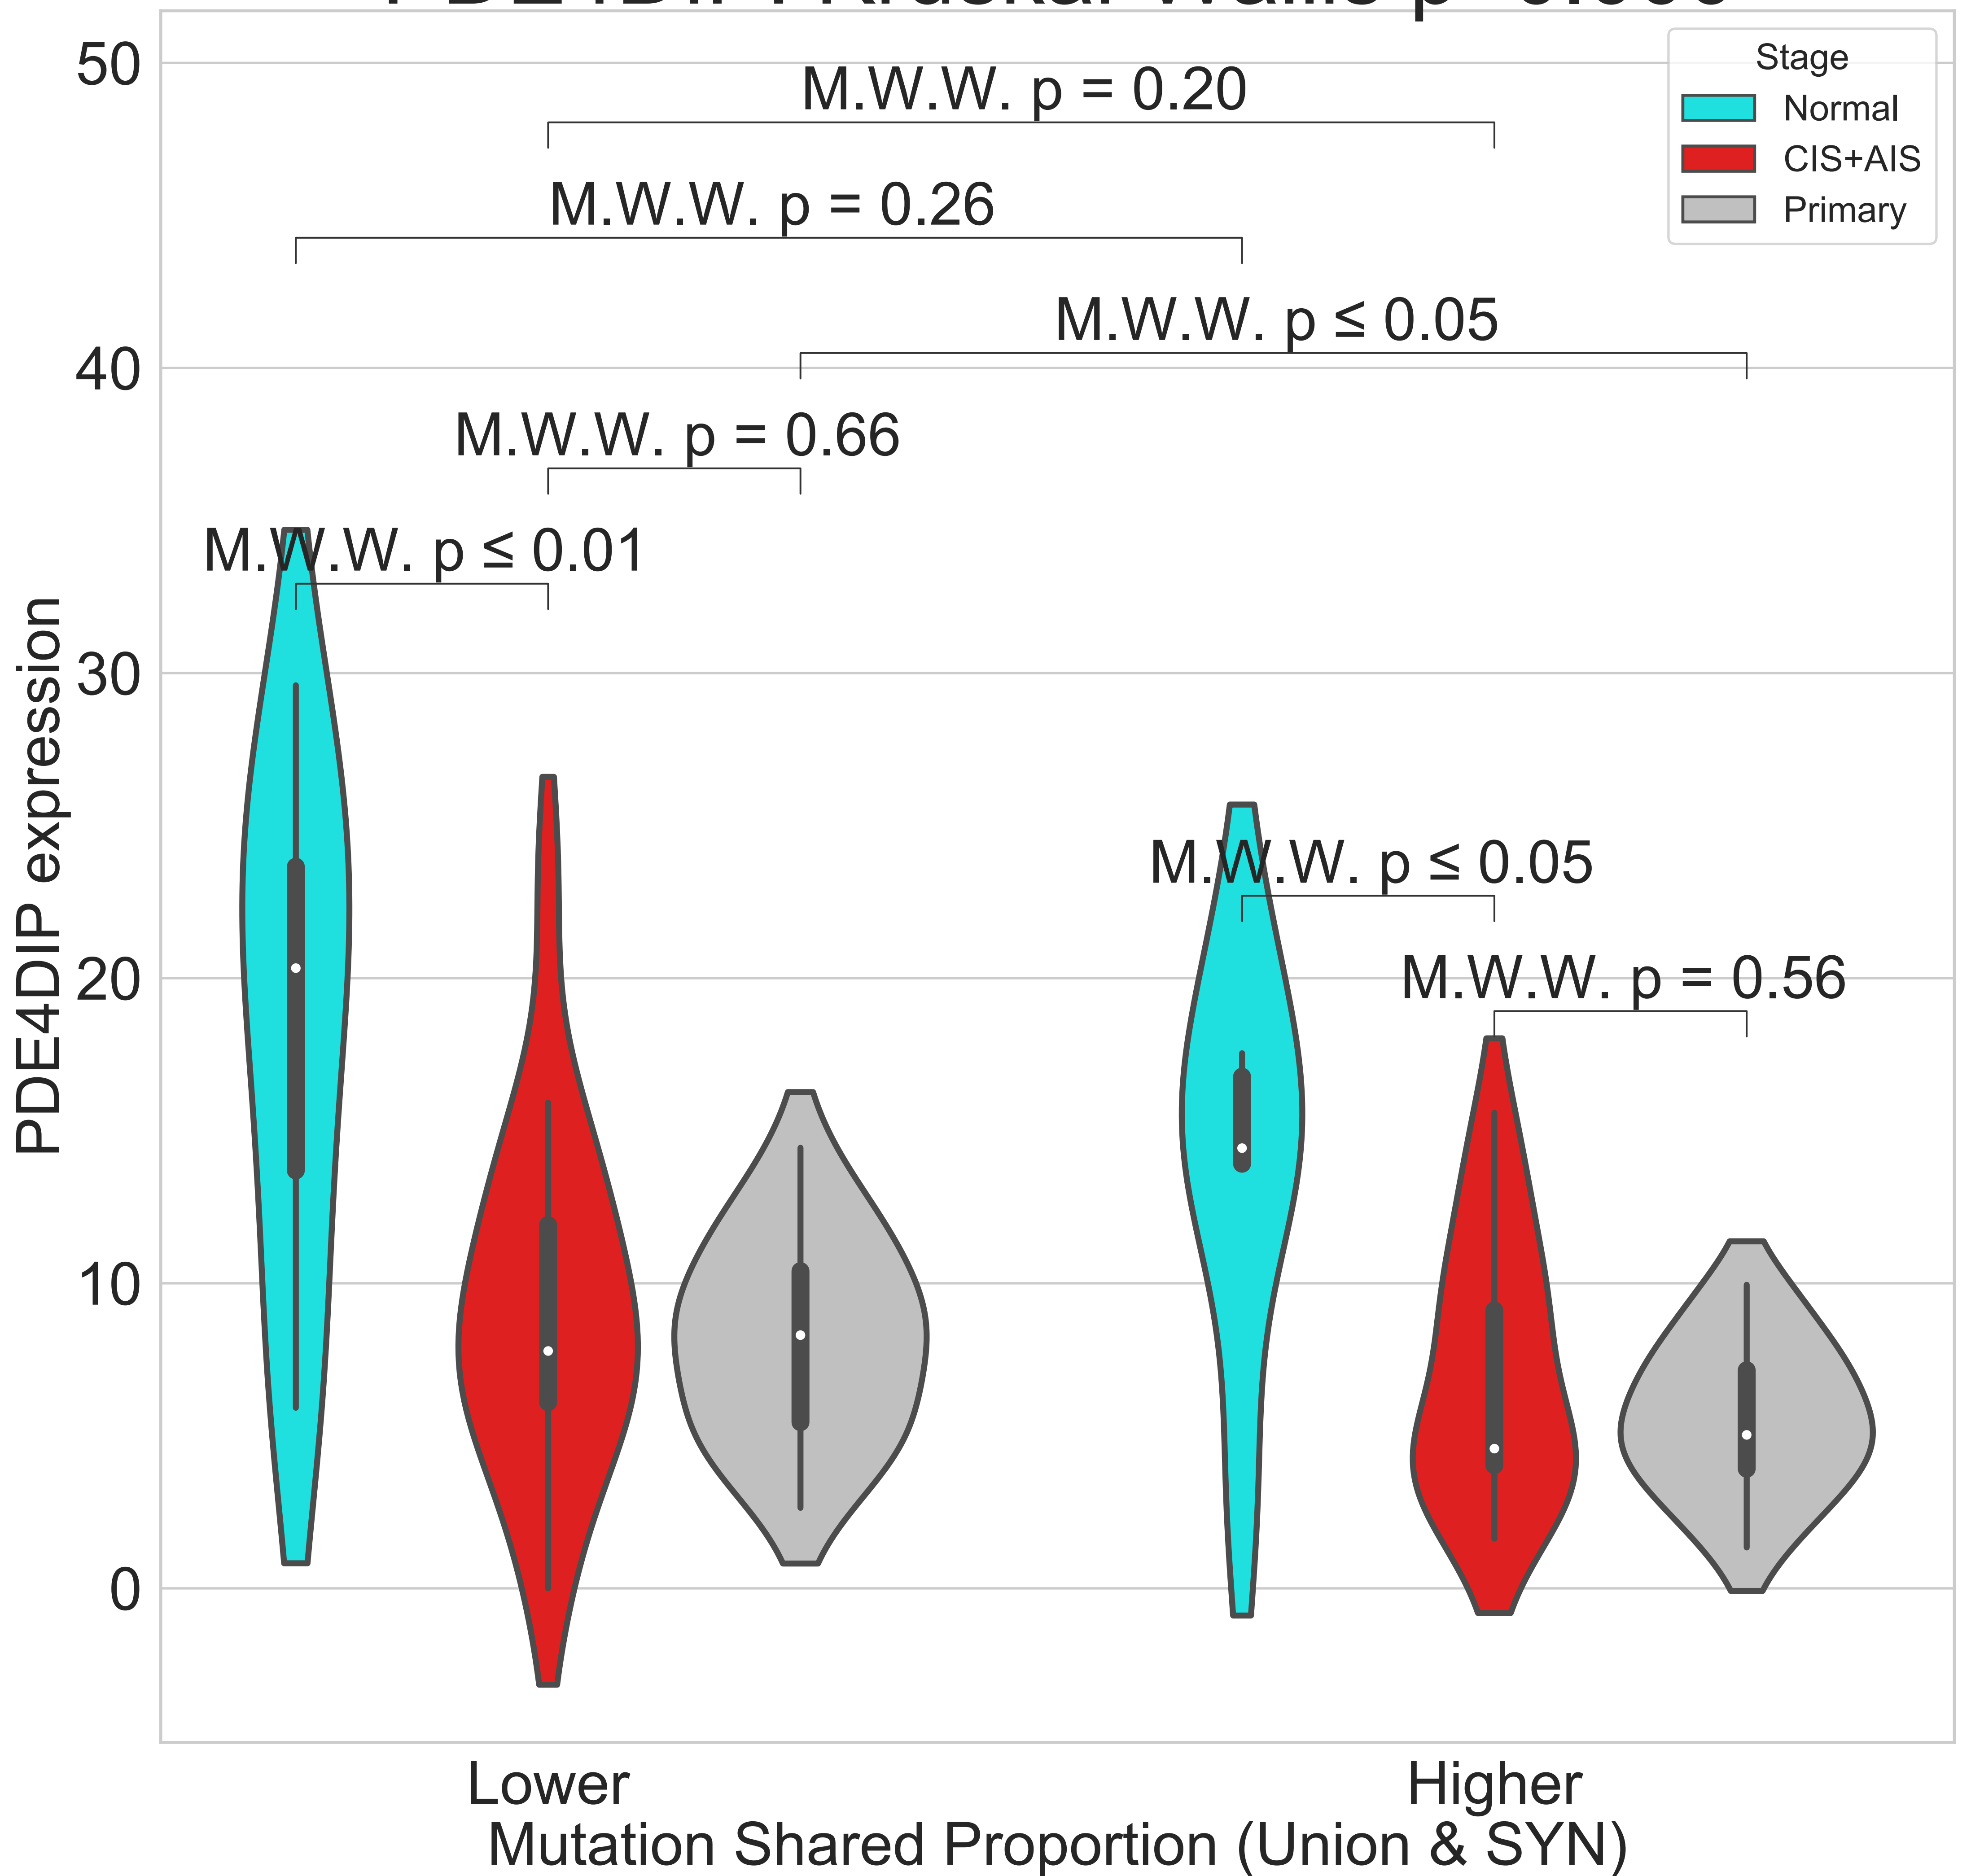 Stage
Normal
CIS+AIS
Primary
M.W.W. p = 0.20
M.W.W. p = 0.26
M.W.W. p ≤ 0.05
M.W.W. p = 0.66
M.W.W. p ≤ 0.01
M.W.W. p ≤ 0.05
M.W.W. p = 0.56
50
40
30
20
10
0
PDE4DIP expression
Lower
Higher
Mutation Shared Proportion (Union & SYN)